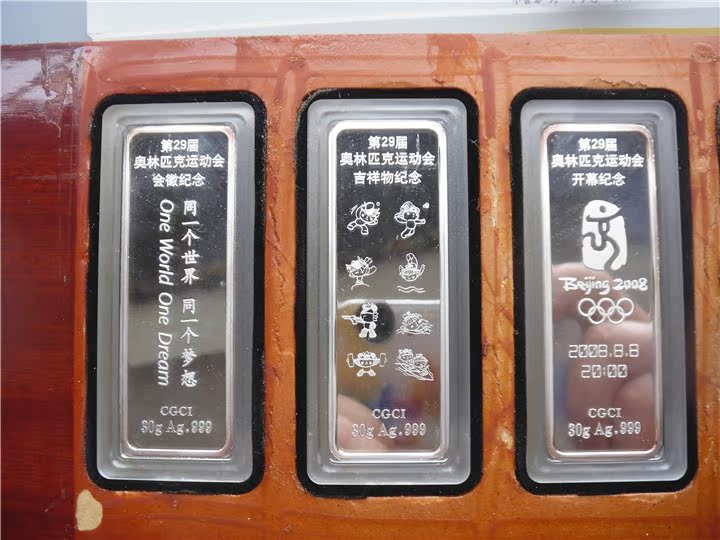 第29届
奥林匹克运动会
会徽纪念
同一个世界 同一个梦想
One World One Dream
CGCI
30g Ag.999
第29届
奥林匹克运动会
吉祥物纪念
CGCI
30g Ag.999
第29届
奥林匹克运动会
开幕纪念
Beijing 2008
2008.8.8
20:00
CGCI
30g Ag.999